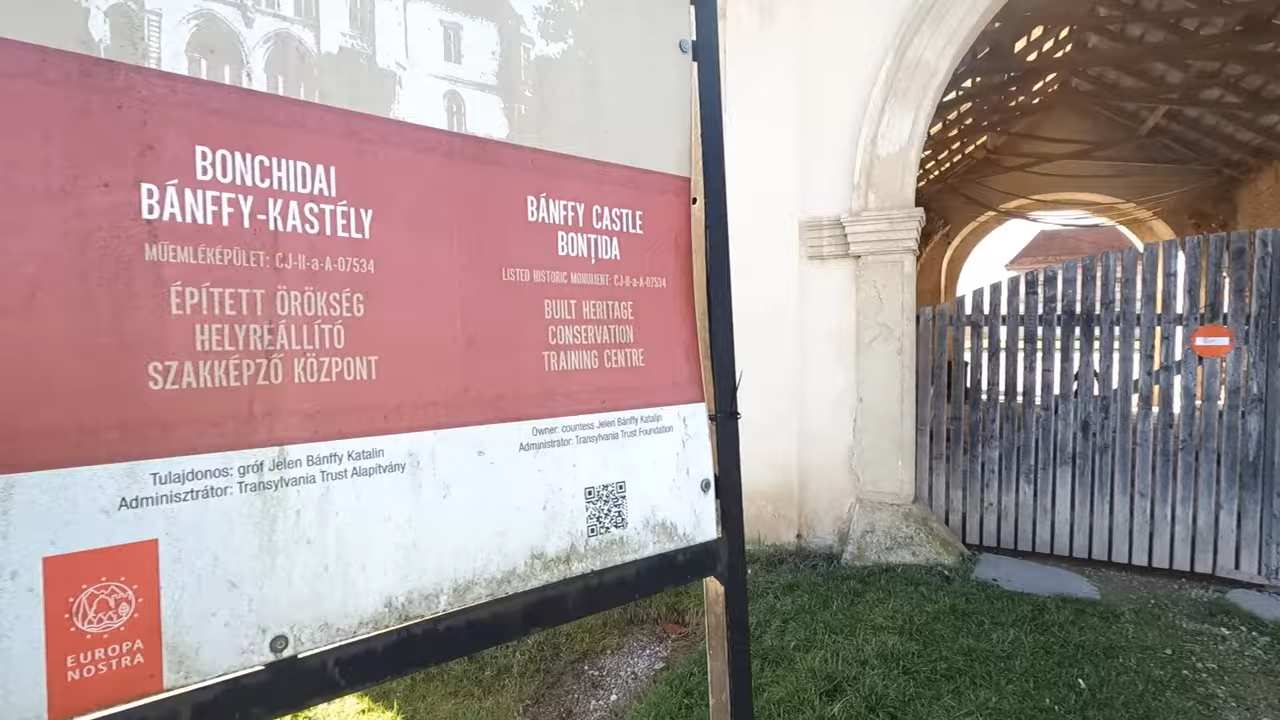 BONCHIDAI
BÁNFFY-KASTÉLY
MŰEMLÉKÉPÜLET: CJ-II-a-A-07534
ÉPÍTETT ÖRÖKSÉG
HELYREÁLLÍTÓ
SZAKKÉPZŐ KÖZPONT
Tulajdonos: gróf Jelen Bánffy Katalin
Adminisztrátor: Transylvania Trust Alapítvány
BÁNFFY CASTLE
BONȚIDA
LISTED HISTORIC MONUMENT: CJ-II-a-A-07534
BUILT HERITAGE
CONSERVATION
TRAINING CENTRE
Owner: countess Jelen Bánffy Katalin
Administrator: Transylvania Trust Foundation
EUROPA
NOSTRA